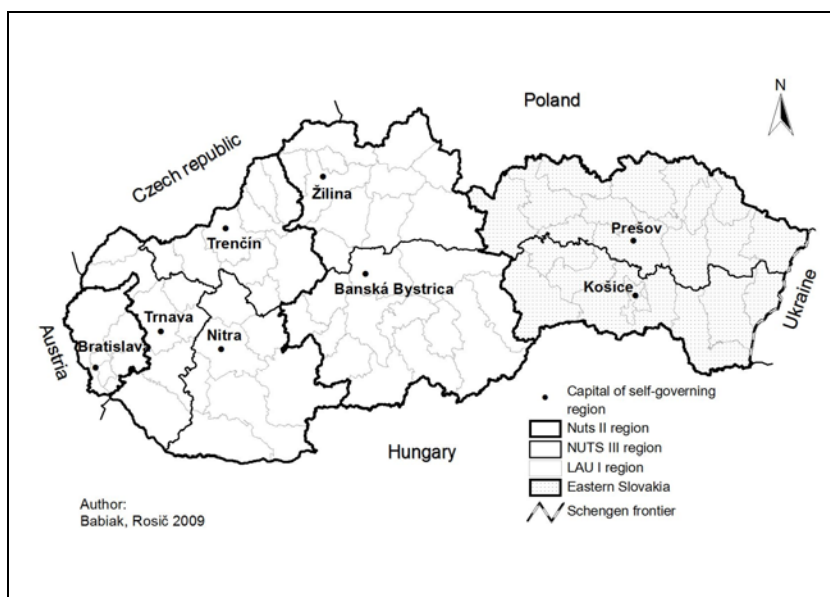 N
Poland
Czech republic
Žilina
Trenčín
Prešov
Banská Bystrica
Košice
Ukraine
Trnava
Nitra
Bratislava
Austria
Hungary
Capital of self-governing
region
Nuts II region
NUTS III region
LAU I region
Eastern Slovakia
Schengen frontier
Author:
Babiak, Rosič 2009